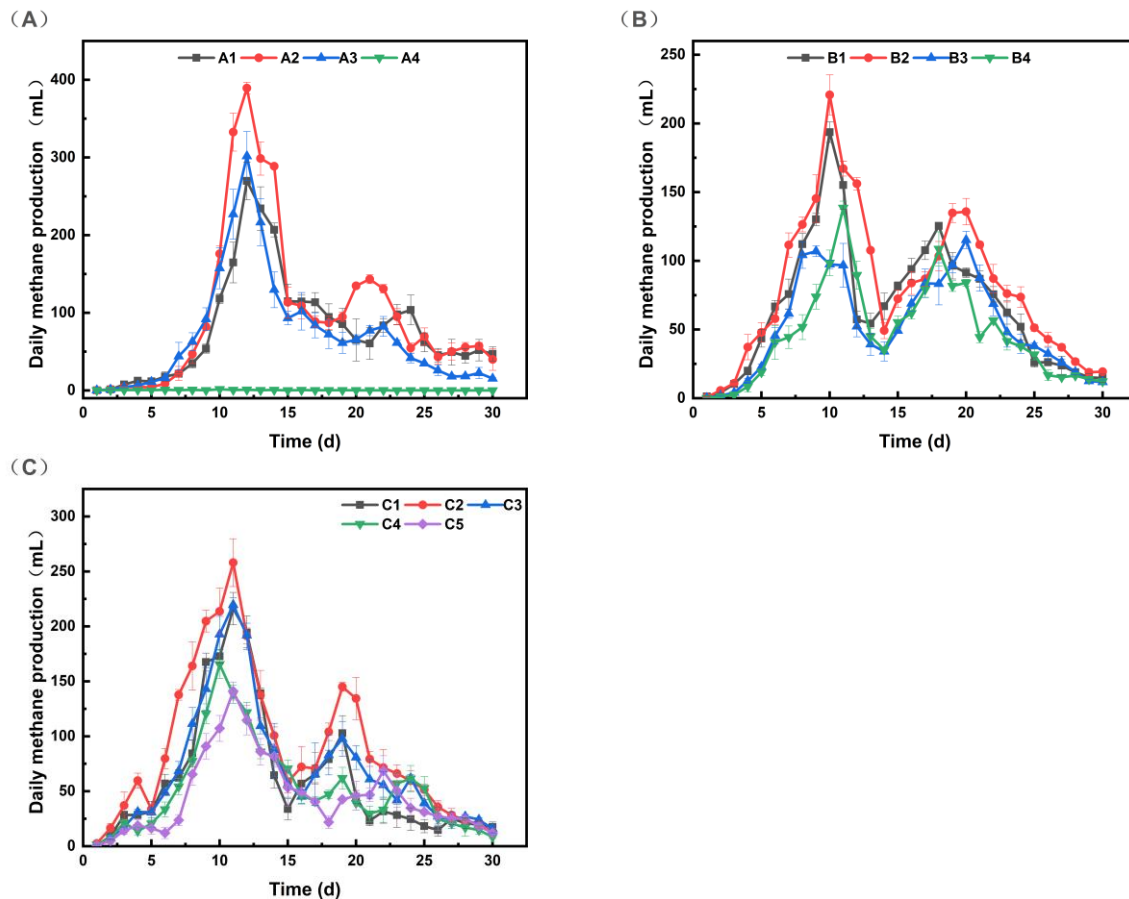 （A）
A1 A2 A3 A4
Daily methane production（mL）
400
300
200
100
0
0 5 10 15 20 25 30
Time (d)
（B）
B1 B2 B3 B4
Daily methane production（mL）
250
200
150
100
50
0
0 5 10 15 20 25 30
Time (d)
（C）
C1 C2 C3
C4 C5
Daily methane production（mL）
300
250
200
150
100
50
0
0 5 10 15 20 25 30
Time (d)